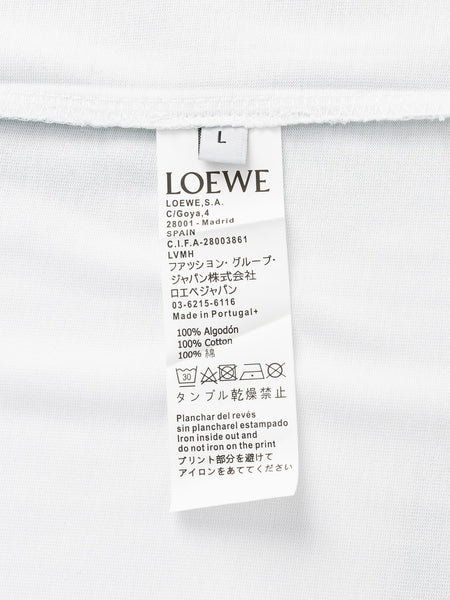 L
LOEWE
LOEWE,S.A.
C/Goya,4
28001 - Madrid
SPAIN
C.I.F.A-28003861
LVMH
ファッション・グループ・
ジャパン株式会社
ロエベジャパン
03-6215-6116
Made in Portugal+
100% Algodón
100% Cotton
100% 綿
30
タンブル乾燥禁止
Planchar del revés
sin plancharel estampado
Iron inside out and
do not iron on print
プリント部分を避けて
アイロンをあててください